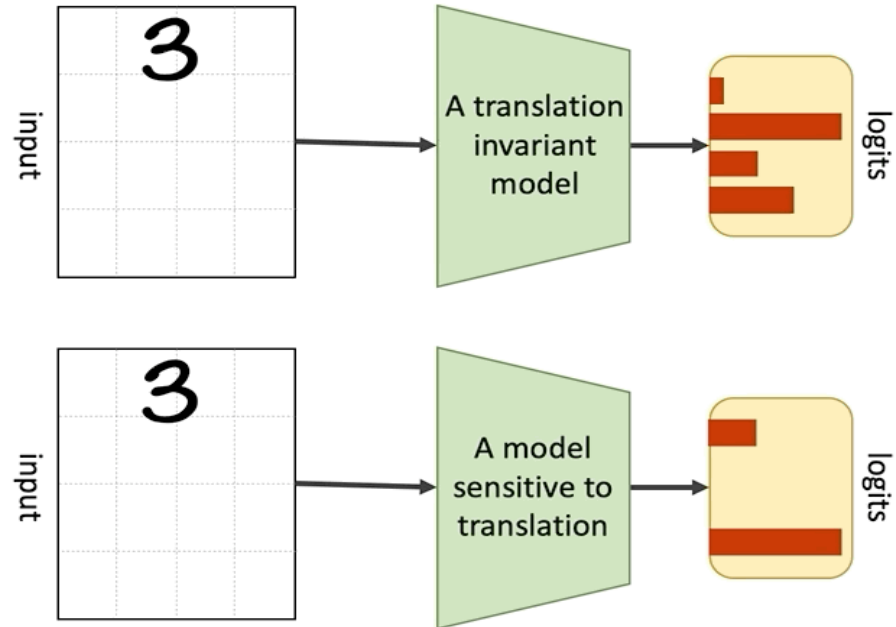 input
3
A translation
invariant
model
logits
input
3
A model
sensitive to
translation
logits